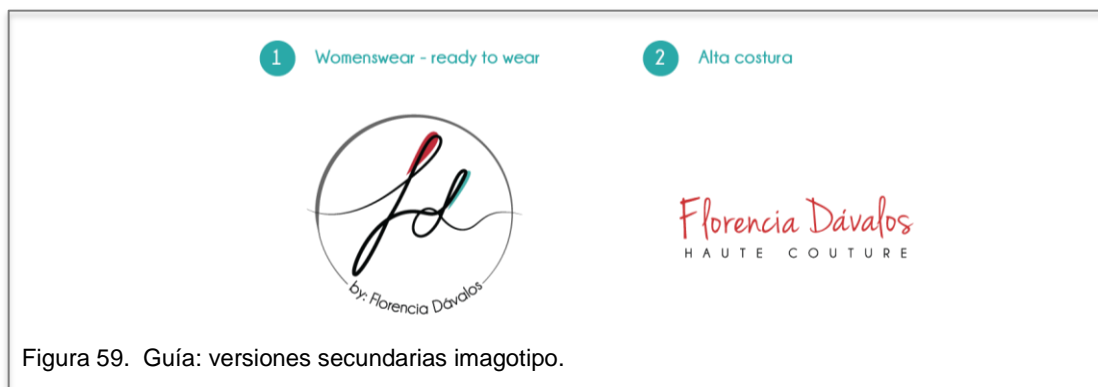 1 Womenswear - ready to wear
2 Alta costura
fd
by: Florencia Dávalos
Florencia Dávalos
HAUTE COUTURE
Figura 59. Guía: versiones secundarias imagotipo.